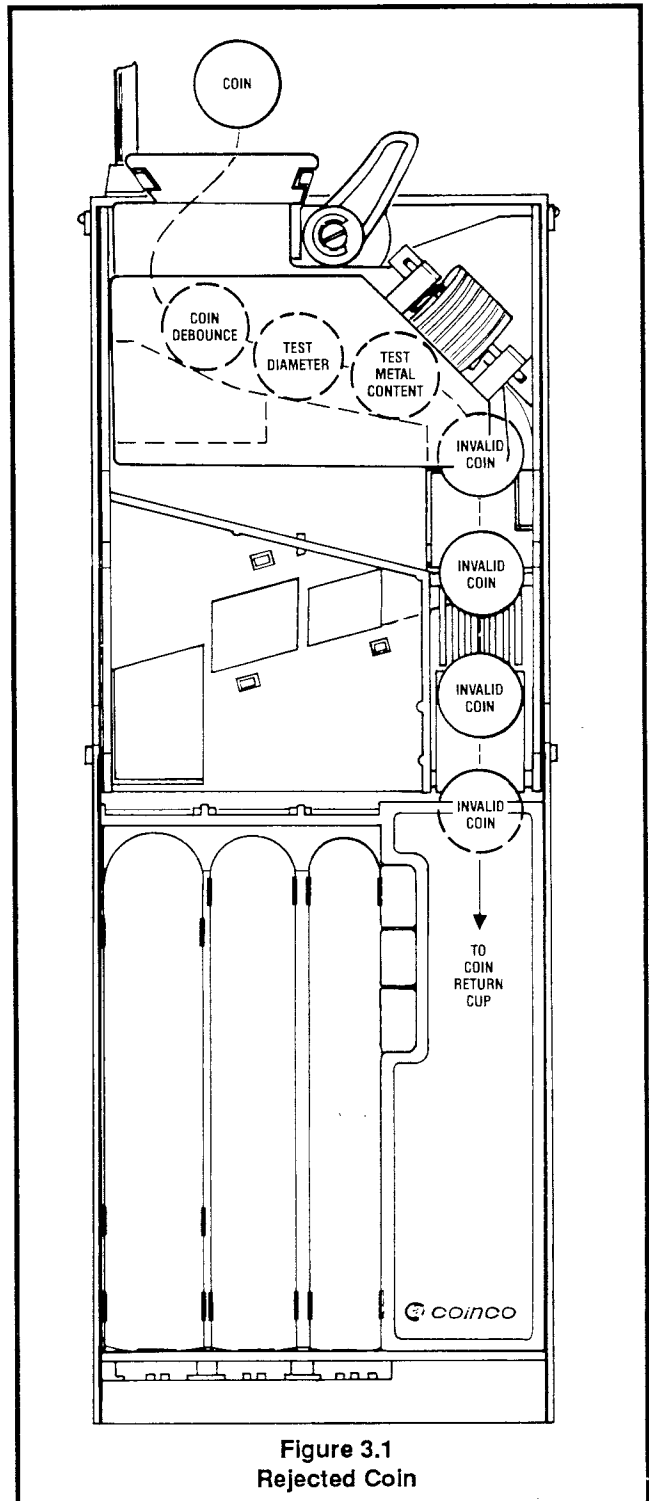 COIN
COIN
DEBOUNCE
TEST
DIAMETER
TEST
METAL
CONTENT
INVALID
COIN
INVALID
COIN
INVALID
COIN
INVALID
COIN
TO
COIN
RETURN
CUP
coinco
Figure 3.1
Rejected Coin